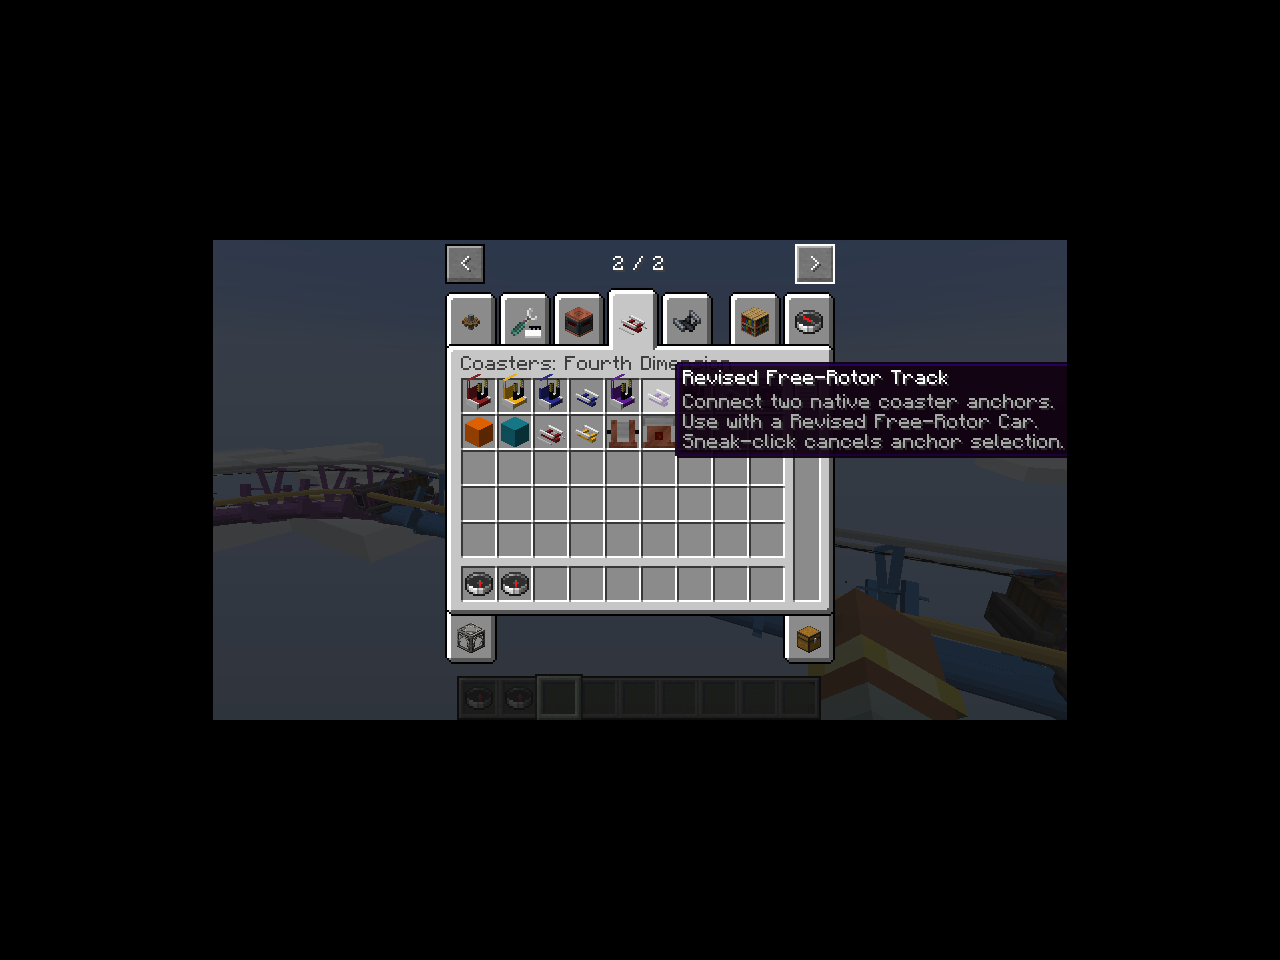 <
2 / 2
>
Coasters: Fourth Dimension
Revised Free-Rotor Track
Connect two native coaster anchors.
Use with a Revised Free-Rotor Car.
Sneak-click cancels anchor selection.